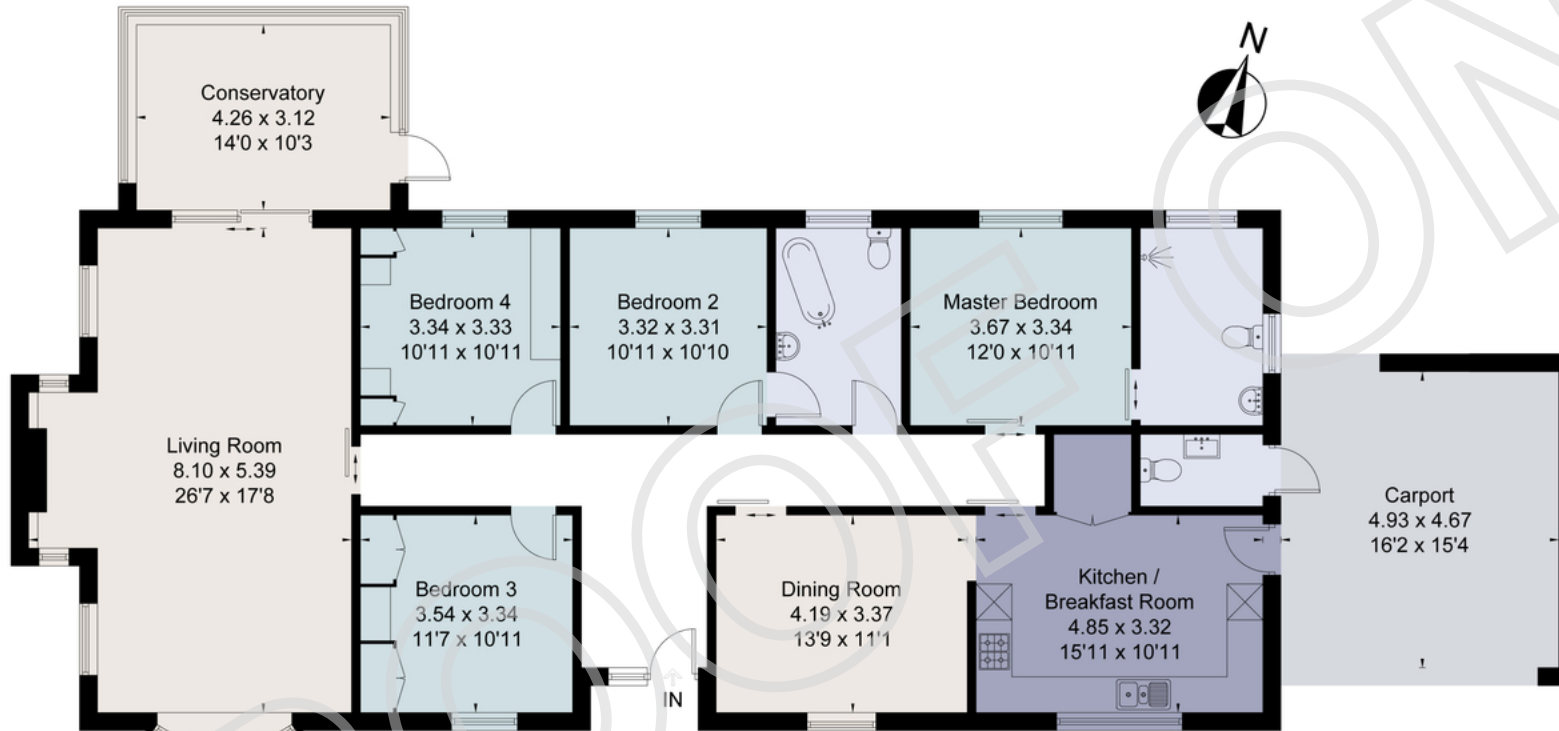 N
Conservatory
4.26 x 3.12
14'0 x 10'3
Bedroom 4
3.34 x 3.33
10'11 x 10'11
Bedroom 2
3.32 x 3.31
10'11 x 10'10
Master Bedroom
3.67 x 3.34
12'0 x 10'11
Living Room
8.10 x 5.39
26'7 x 17'8
Carport
4.93 x 4.67
16'2 x 15'4
Bedroom 3
3.54 x 3.34
11'7 x 10'11
Dining Room
4.19 x 3.37
13'9 x 11'1
Kitchen /
Breakfast Room
4.85 x 3.32
15'11 x 10'11
IN